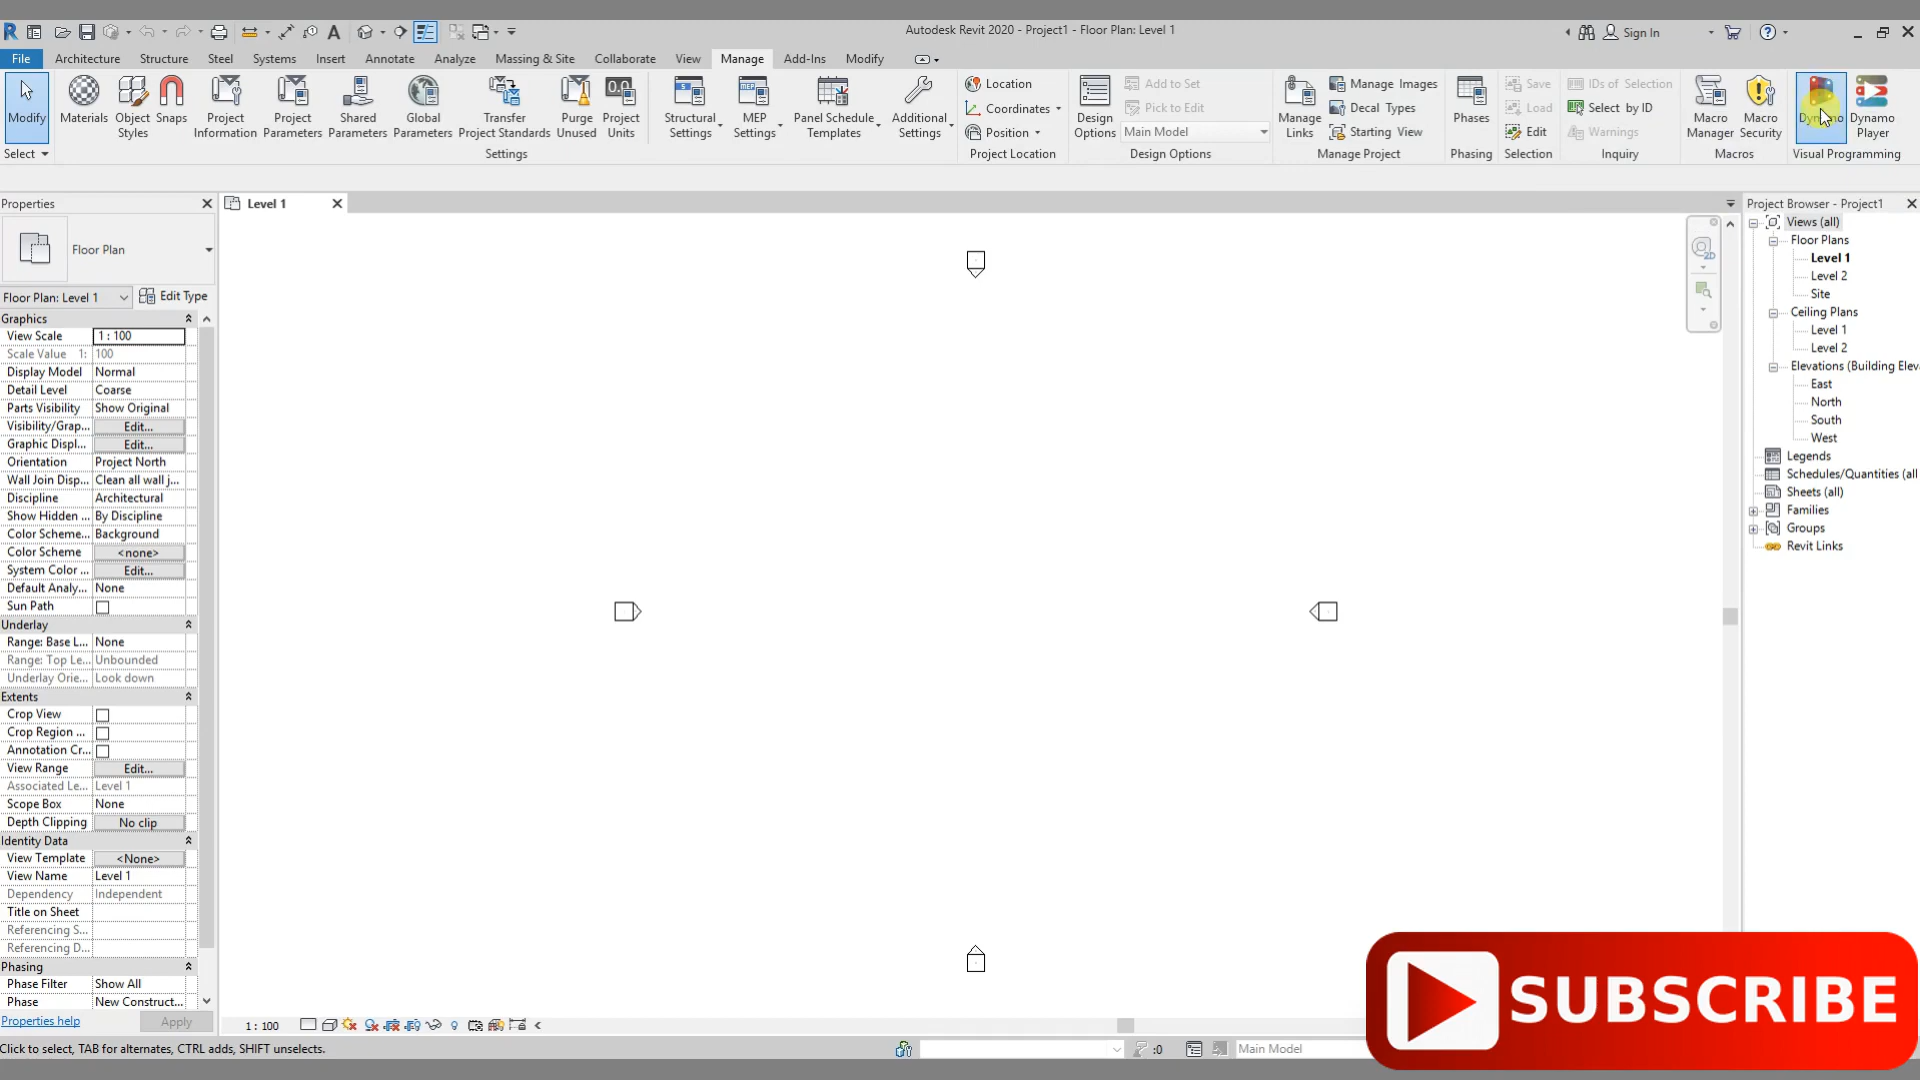 Autodesk Revit 2020 - Project1 - Floor Plan: Level 1
Sign In
File Architecture Structure Steel Systems Insert Annotate Analyze Massing & Site Collaborate View Manage Add-Ins Modify
Modify
Materials
Object Styles
Snaps
Project Information
Project Parameters
Shared Parameters
Global Parameters
Transfer Project Standards
Purge Unused
Project Units
Structural Settings
MEP Settings
Panel Schedule Templates
Additional Settings
Location
Coordinates
Position
Design Options
Add to Set
Pick to Edit
Main Model
Manage Links
Manage Images
Decal Types
Starting View
Phases
Save
Load
Edit
IDs of Selection
Select by ID
Warnings
Macro Manager
Macro Security
Dynamo
Dynamo Player
Select
Settings
Project Location
Design Options
Manage Project
Phasing
Selection
Inquiry
Macros
Visual Programming
Properties
Floor Plan
Floor Plan: Level 1
Edit Type
Graphics
View Scale 1 : 100
Scale Value 1: 100
Display Model Normal
Detail Level Coarse
Parts Visibility Show Original
Visibility/Grap... Edit...
Graphic Displ... Edit...
Orientation Project North
Wall Join Disp... Clean all wall j...
Discipline Architectural
Show Hidden ... By Discipline
Color Scheme... Background
Color Scheme <none>
System Color ... Edit...
Default Analy... None
Sun Path
Underlay
Range: Base L... None
Range: Top Le... Unbounded
Underlay Orie... Look down
Extents
Crop View
Crop Region ...
Annotation Cr...
View Range Edit...
Associated Le... Level 1
Scope Box None
Depth Clipping No clip
Identity Data
View Template <None>
View Name Level 1
Dependency Independent
Title on Sheet
Referencing S...
Referencing D...
Phasing
Phase Filter Show All
Phase New Construct...
Properties help
Apply
Level 1
2D
Project Browser - Project1
Views (all)
Floor Plans
Level 1
Level 2
Site
Ceiling Plans
Level 1
Level 2
Elevations (Building Elev
East
North
South
West
Legends
Schedules/Quantities (all
Sheets (all)
Families
Groups
Revit Links
1 : 100
Click to select, TAB for alternates, CTRL adds, SHIFT unselects.
:0
Main Model
SUBSCRIBE